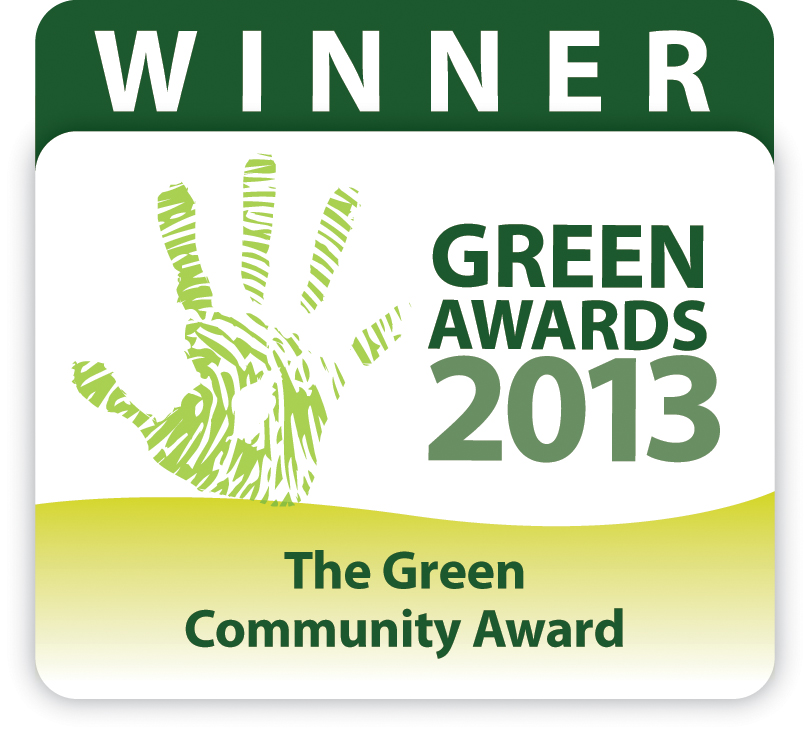 WINNER
GREEN
AWARDS
2013
The Green
Community Award